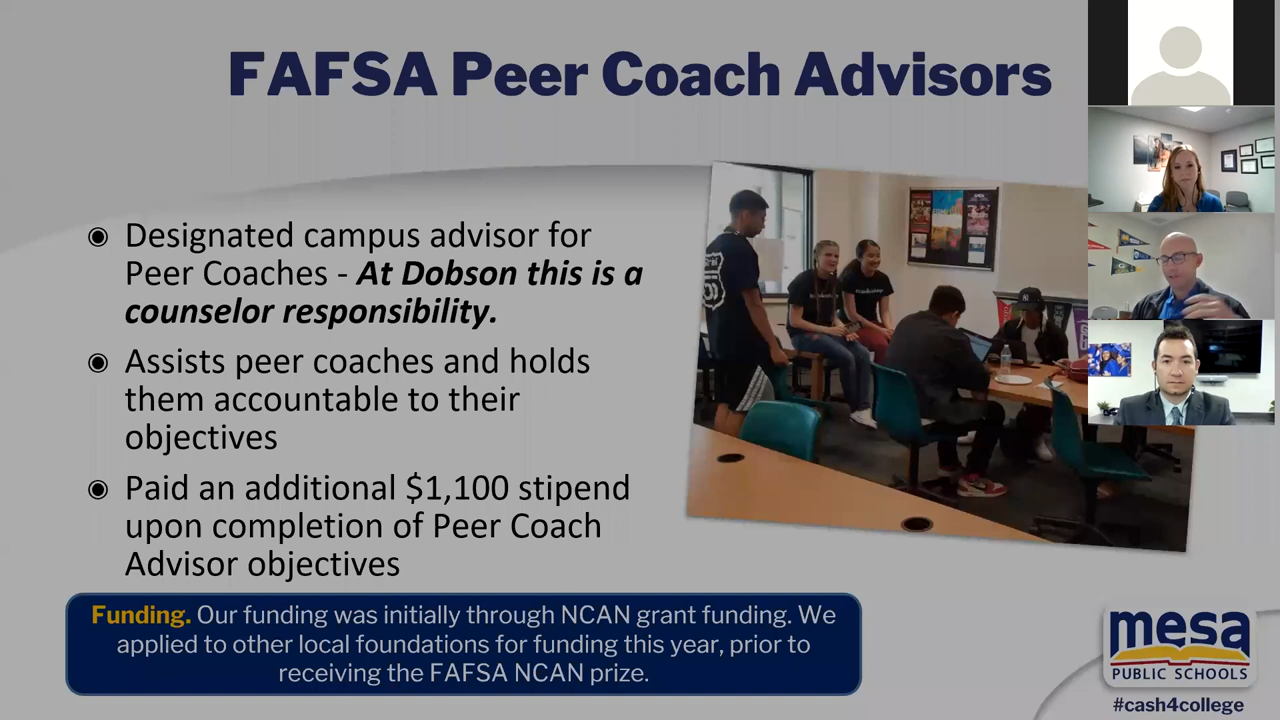 FAFSA Peer Coach Advisors
◉ Designated campus advisor for
Peer Coaches - At Dobson this is a
counselor responsibility.
◉ Assists peer coaches and holds
them accountable to their
objectives
◉ Paid an additional $1,100 stipend
upon completion of Peer Coach
Advisor objectives
Funding. Our funding was initially through NCAN grant funding. We
applied to other local foundations for funding this year, prior to
receiving the FAFSA NCAN prize.
mesa
PUBLIC SCHOOLS
#cash4college